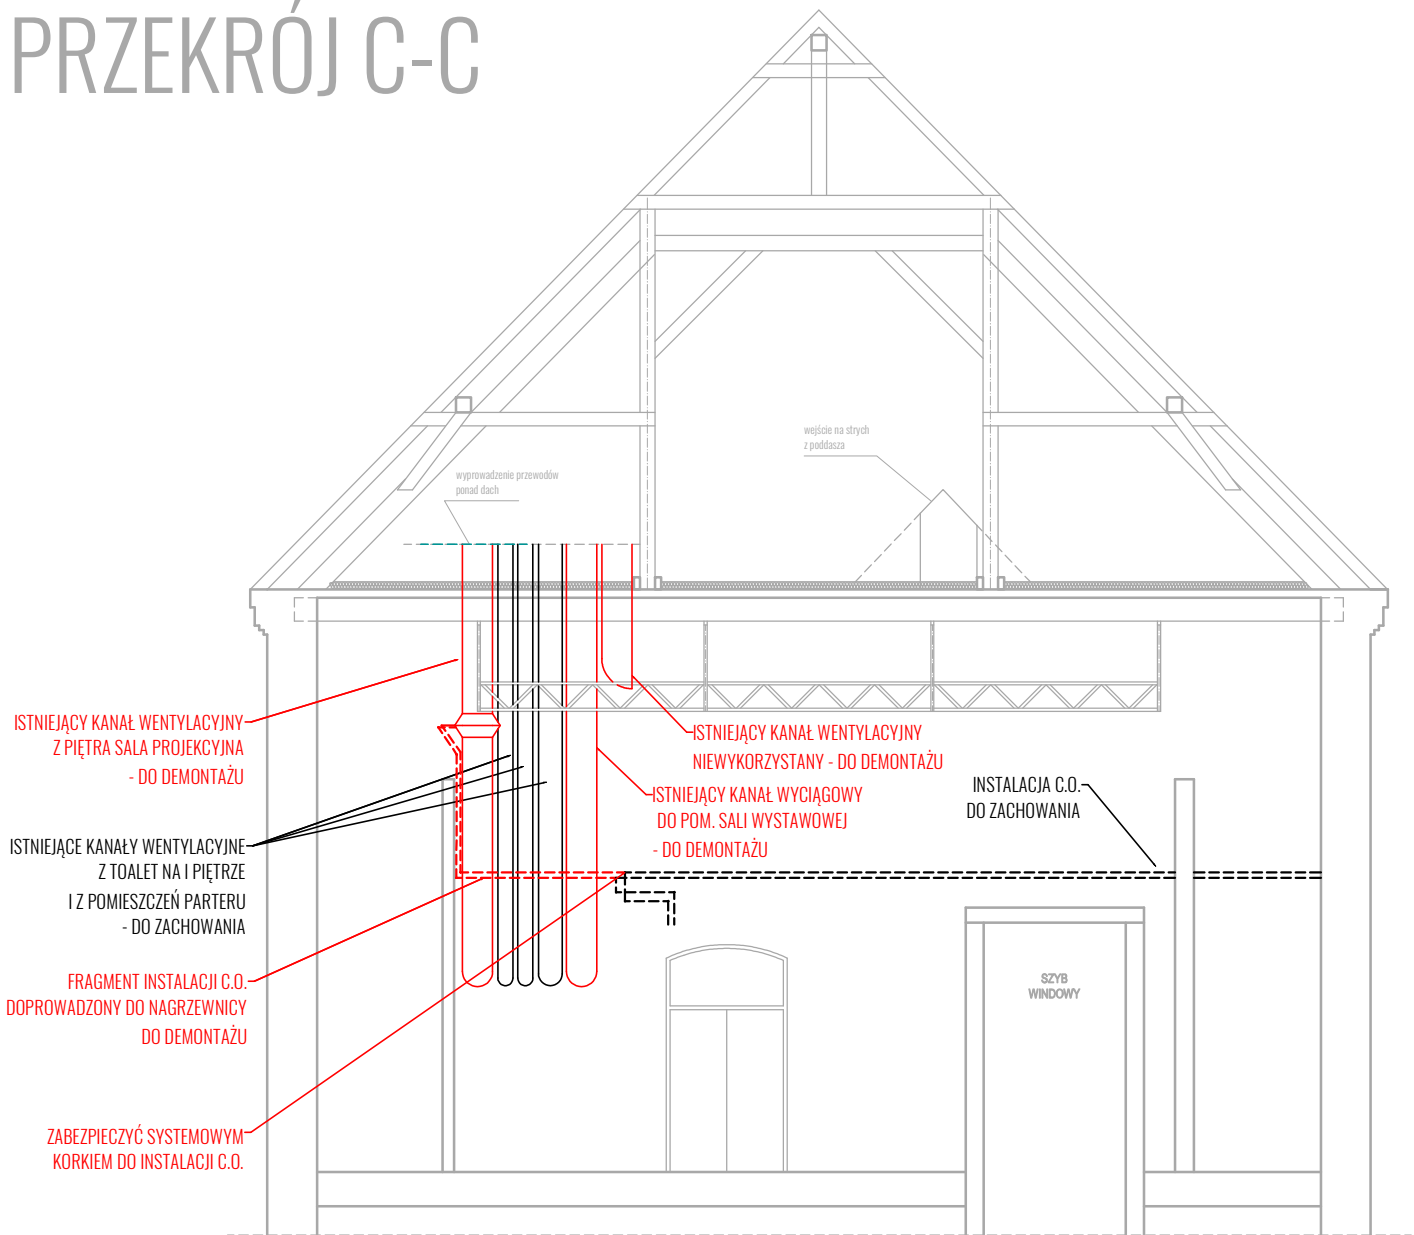 PRZEKRÓJ C-C
wejście na strych
z poddasza
wyprowadzenie przewodów
ponad dach
ISTNIEJĄCY KANAŁ WENTYLACYJNY
Z PIĘTRA SALA PROJEKCYJNA
- DO DEMONTAŻU
ISTNIEJĄCY KANAŁ WENTYLACYJNY
NIEWYKORZYSTANY - DO DEMONTAŻU
ISTNIEJĄCY KANAŁ WYCIĄGOWY
DO POM. SALI WYSTAWOWEJ
- DO DEMONTAŻU
INSTALACJA C.O.
DO ZACHOWANIA
ISTNIEJĄCE KANAŁY WENTYLACYJNE
Z TOALET NA I PIĘTRZE
I Z POMIESZCZEŃ PARTERU
- DO ZACHOWANIA
FRAGMENT INSTALACJI C.O.
DOPROWADZONY DO NAGRZEWNICY
DO DEMONTAŻU
SZYB
WINDOWY
ZABEZPIECZYĆ SYSTEMOWYM
KORKIEM DO INSTALACJI C.O.